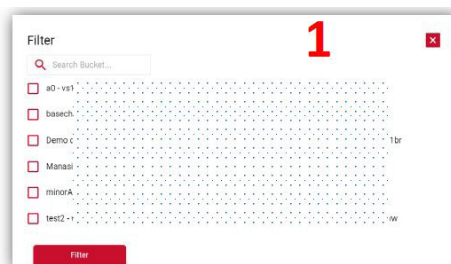 Filter
1
Search Bucket...
a0 - vs1
basech
Demo
1br
Manasi
minorA
test2 -
Filter